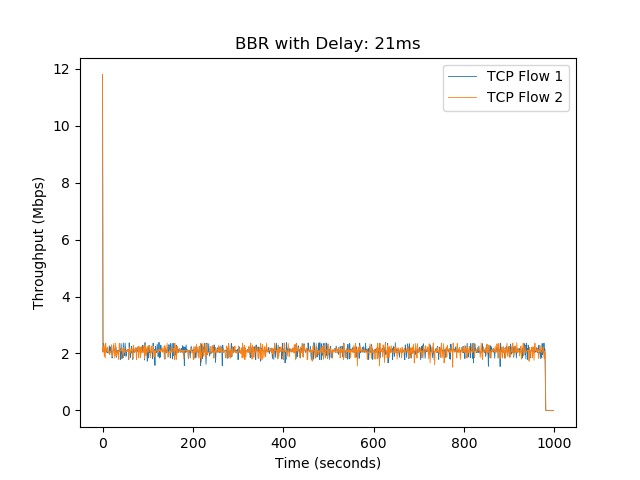 BBR with Delay: 21ms
TCP Flow 1
TCP Flow 2
12
10
8
6
4
2
0
Throughput (Mbps)
0 200 400 600 800 1000
Time (seconds)